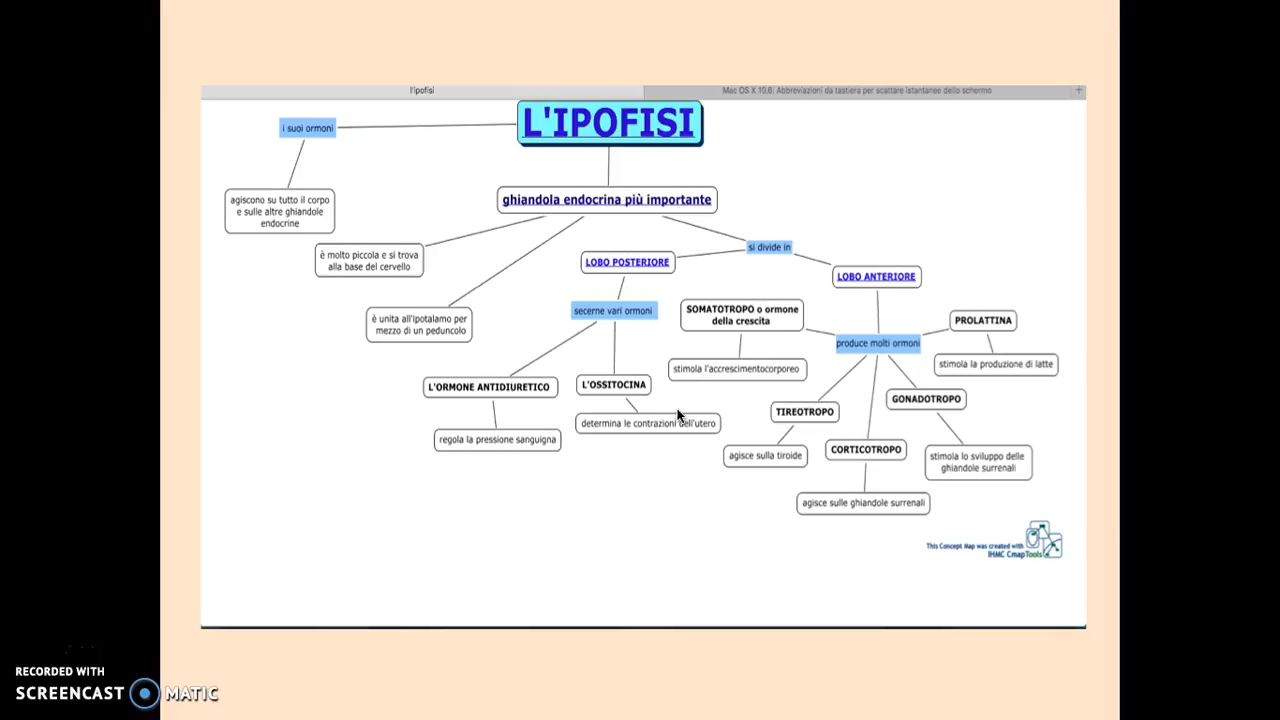 l'ipofisi
Mac OS X 10.6: Abbreviazioni da tastiera per scattare istantanee dello schermo
+
L'IPOFISI
i suoi ormoni
agiscono su tutto il corpo
e sulle altre ghiandole
endocrine
ghiandola endocrina più importante
è molto piccola e si trova
alla base del cervello
è unita all'ipotalamo per
mezzo di un peduncolo
si divide in
LOBO POSTERIORE
secerne vari ormoni
L'ORMONE ANTIDIURETICO
regola la pressione sanguigna
L'OSSITOCINA
determina le contrazioni dell'utero
LOBO ANTERIORE
produce molti ormoni
SOMATOTROPO o ormone
della crescita
stimola l'accrescimentocorporeo
TIREOTROPO
agisce sulla tiroide
CORTICOTROPO
agisce sulle ghiandole surrenali
GONADOTROPO
stimola lo sviluppo delle
ghiandole surrenali
PROLATTINA
stimola la produzione di latte
This Concept Map was created with
IHMC CmapTools
RECORDED WITH
SCREENCAST MATIC